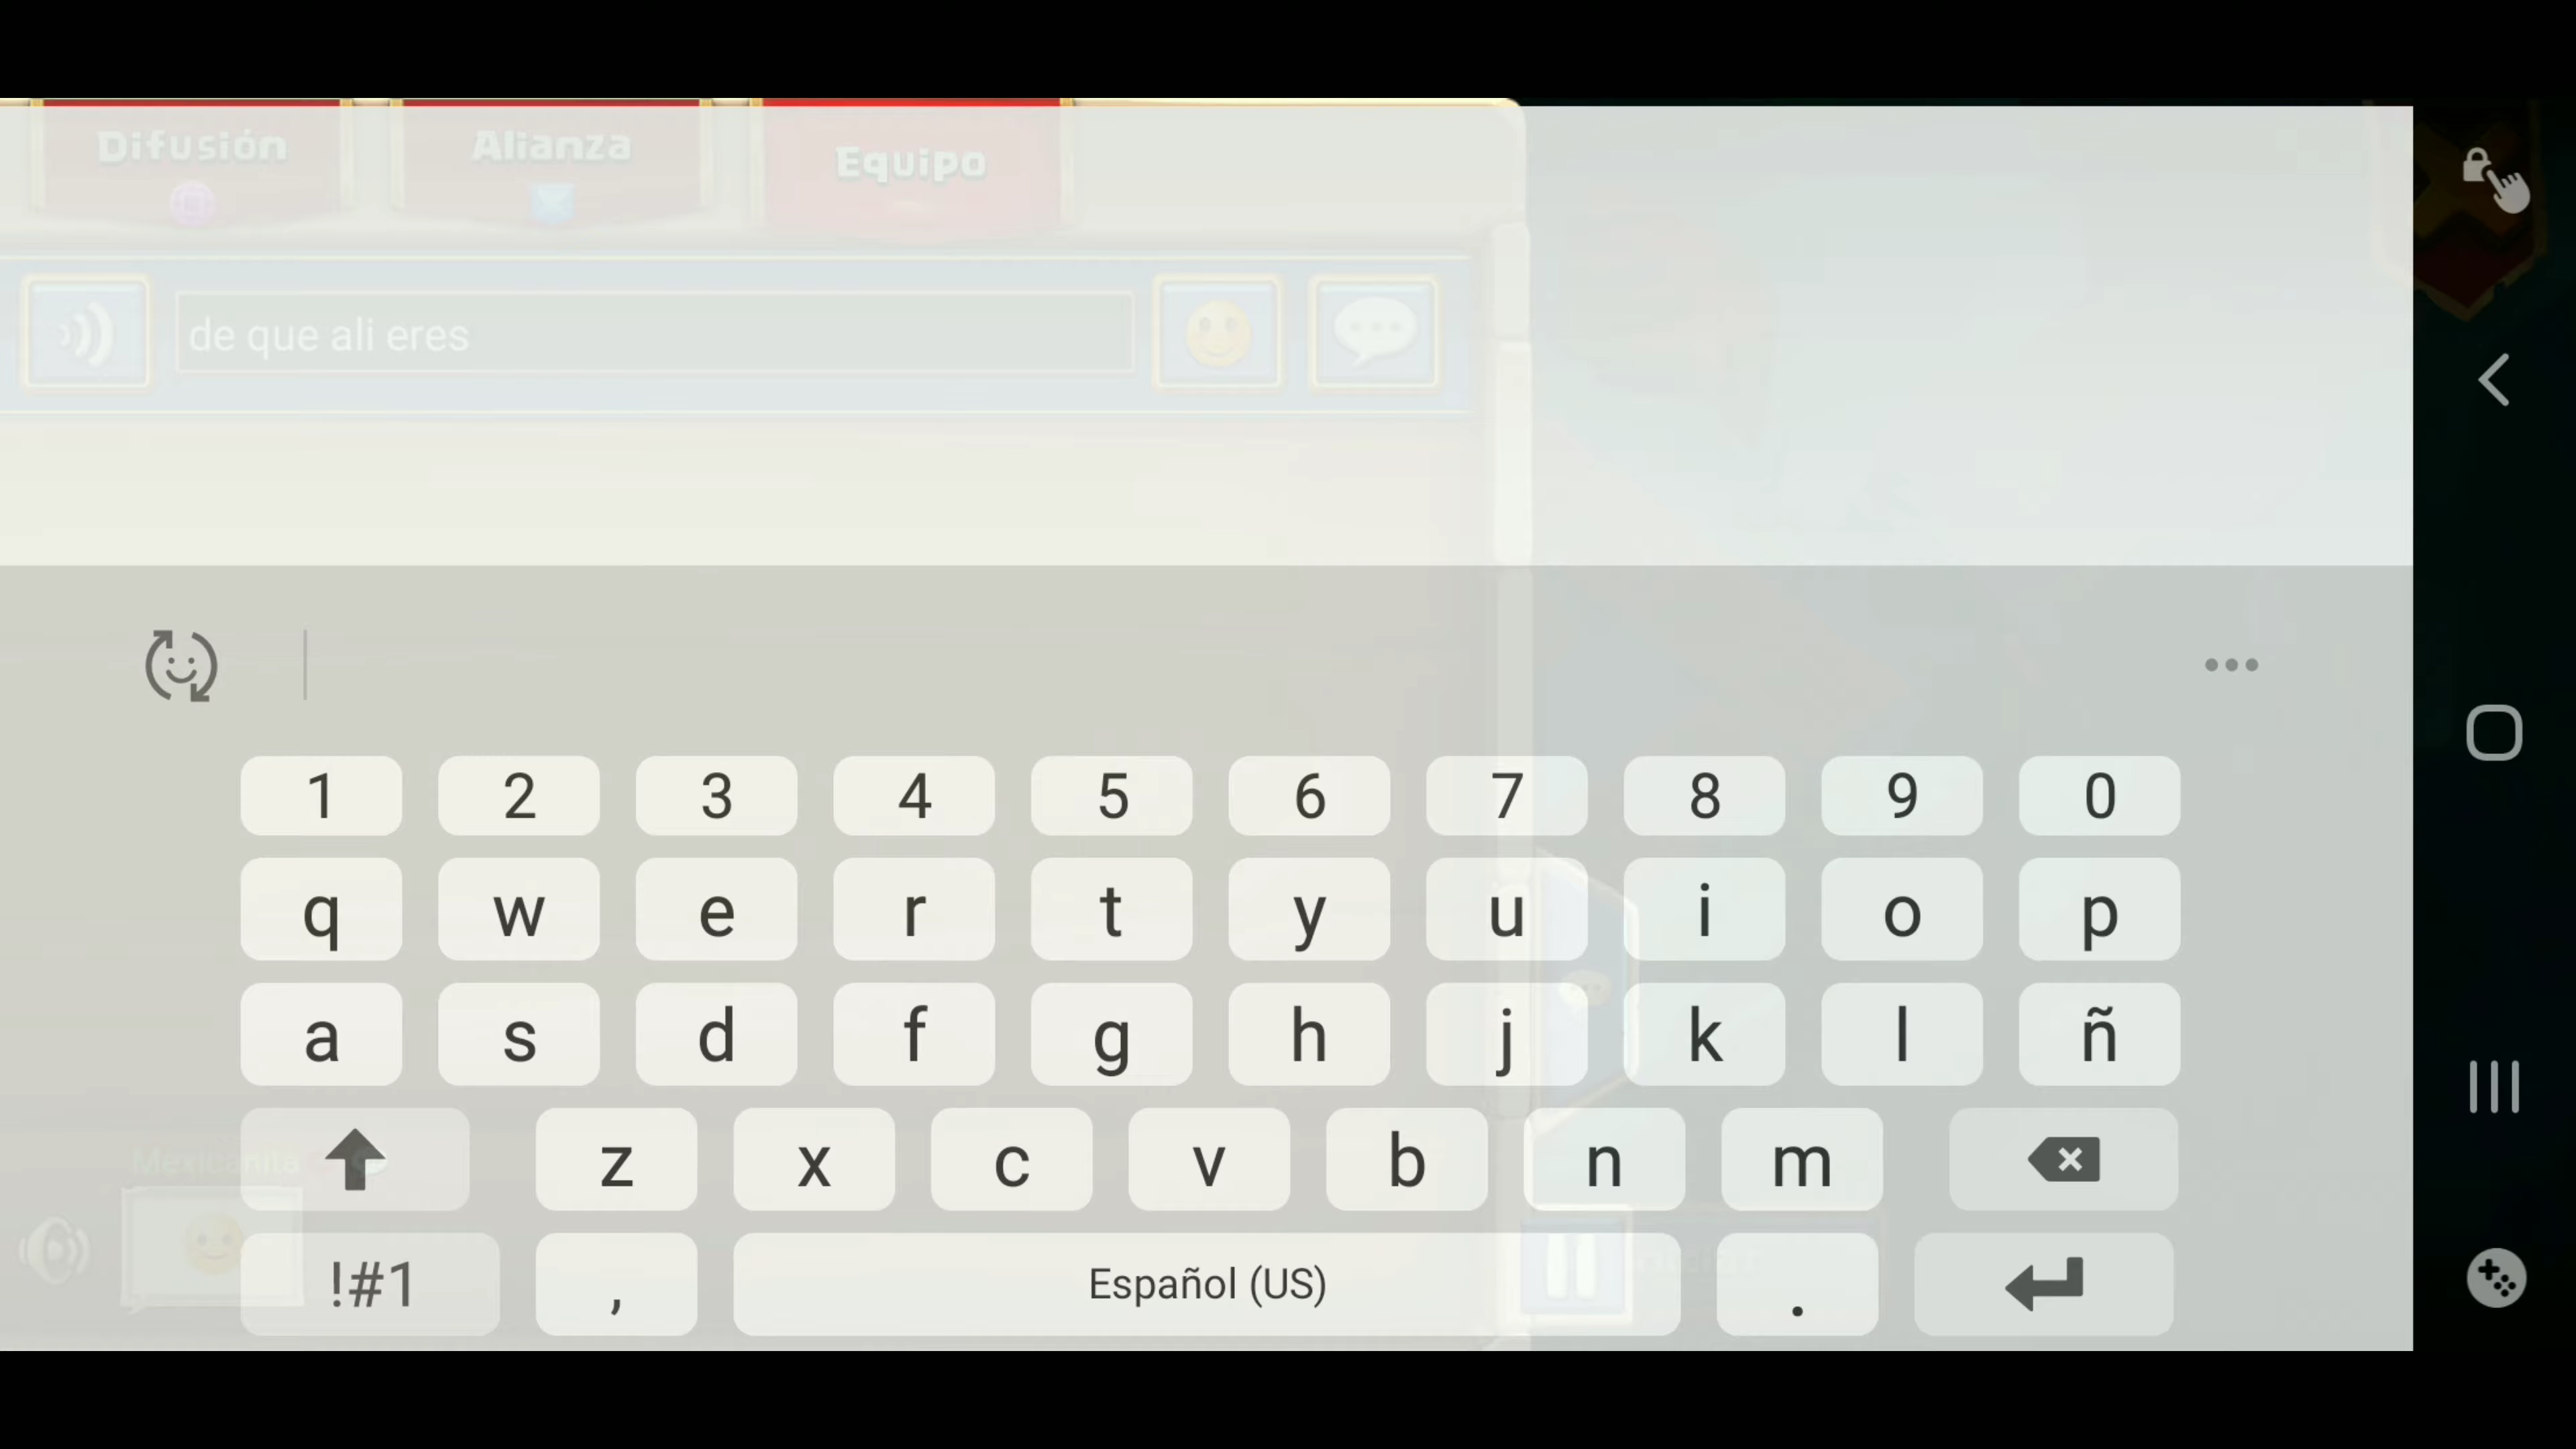 Difusión Alianza Equipo
de que ali eres
1 2 3 4 5 6 7 8 9 0
q w e r t y u i o p
a s d f g h j k l ñ
Mexicanita
z x c v b n m
!#1 , Español (US) .